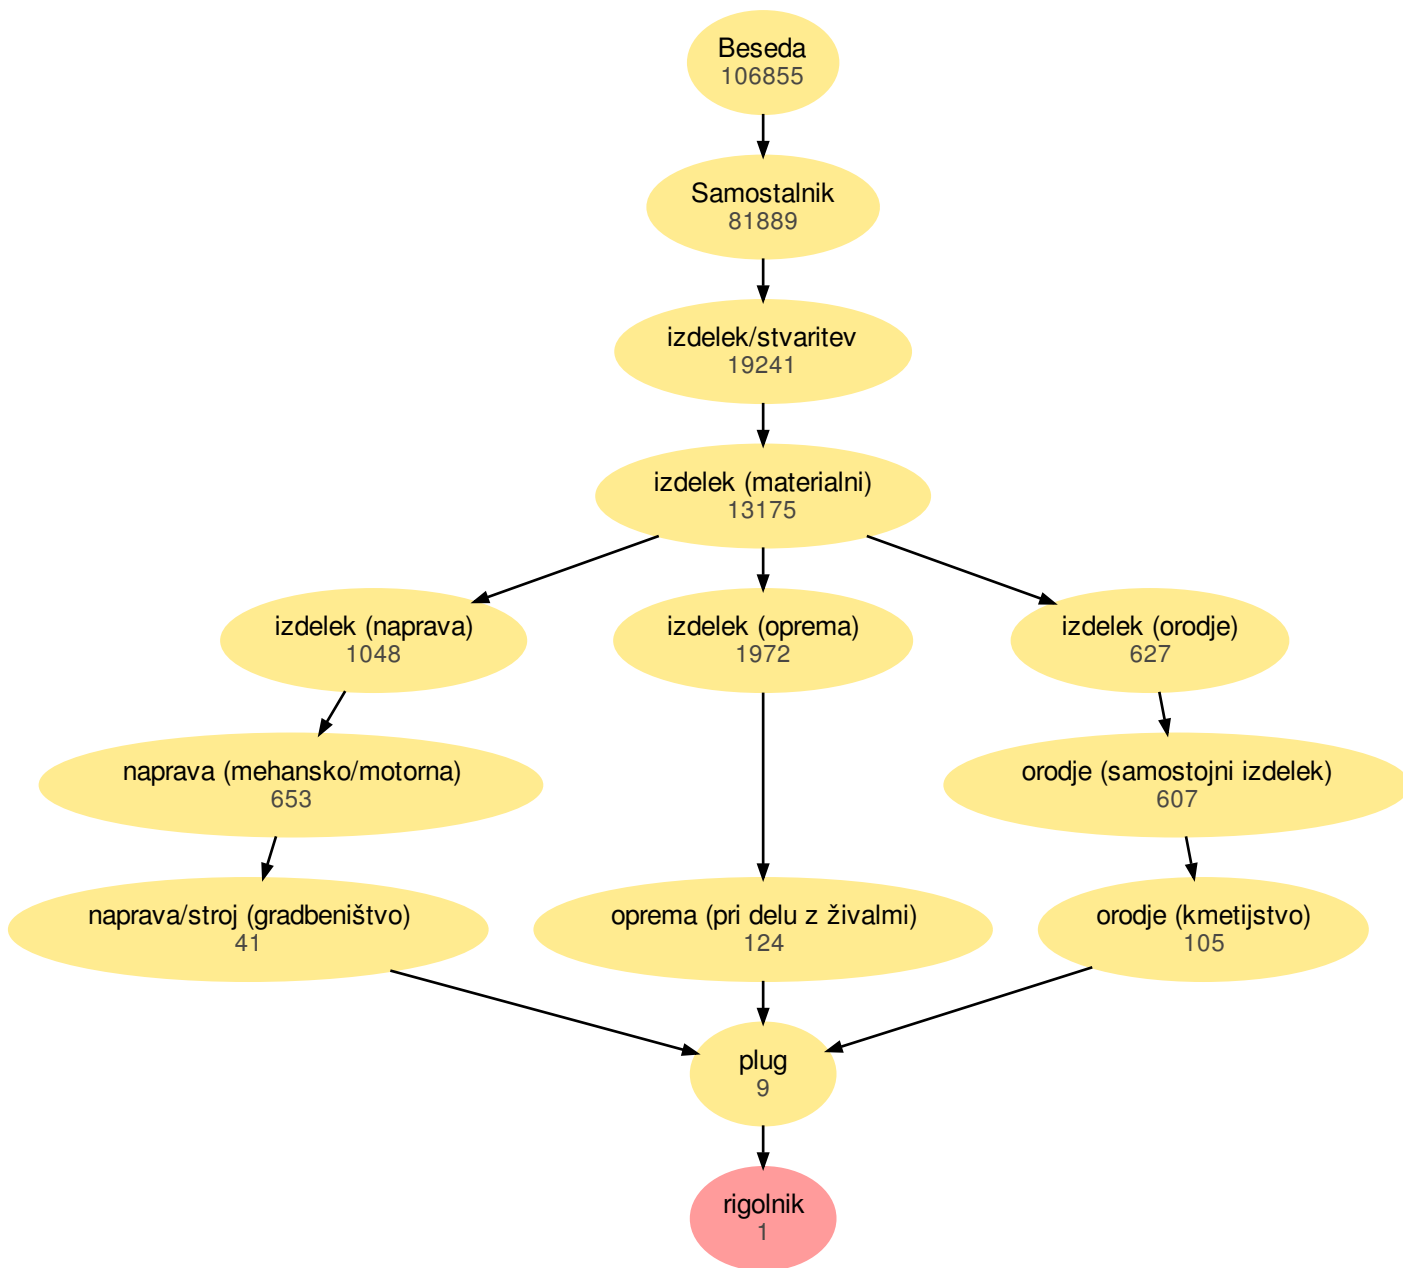 Beseda
106855
Samostalnik
81889
izdelek/stvaritev
19241
izdelek (materialni)
13175
izdelek (naprava)
1048
izdelek (oprema)
1972
izdelek (orodje)
627
naprava (mehansko/motorna)
653
orodje (samostojni izdelek)
607
naprava/stroj (gradbeništvo)
41
oprema (pri delu z živalmi)
124
orodje (kmetijstvo)
105
plug
9
rigolnik
1